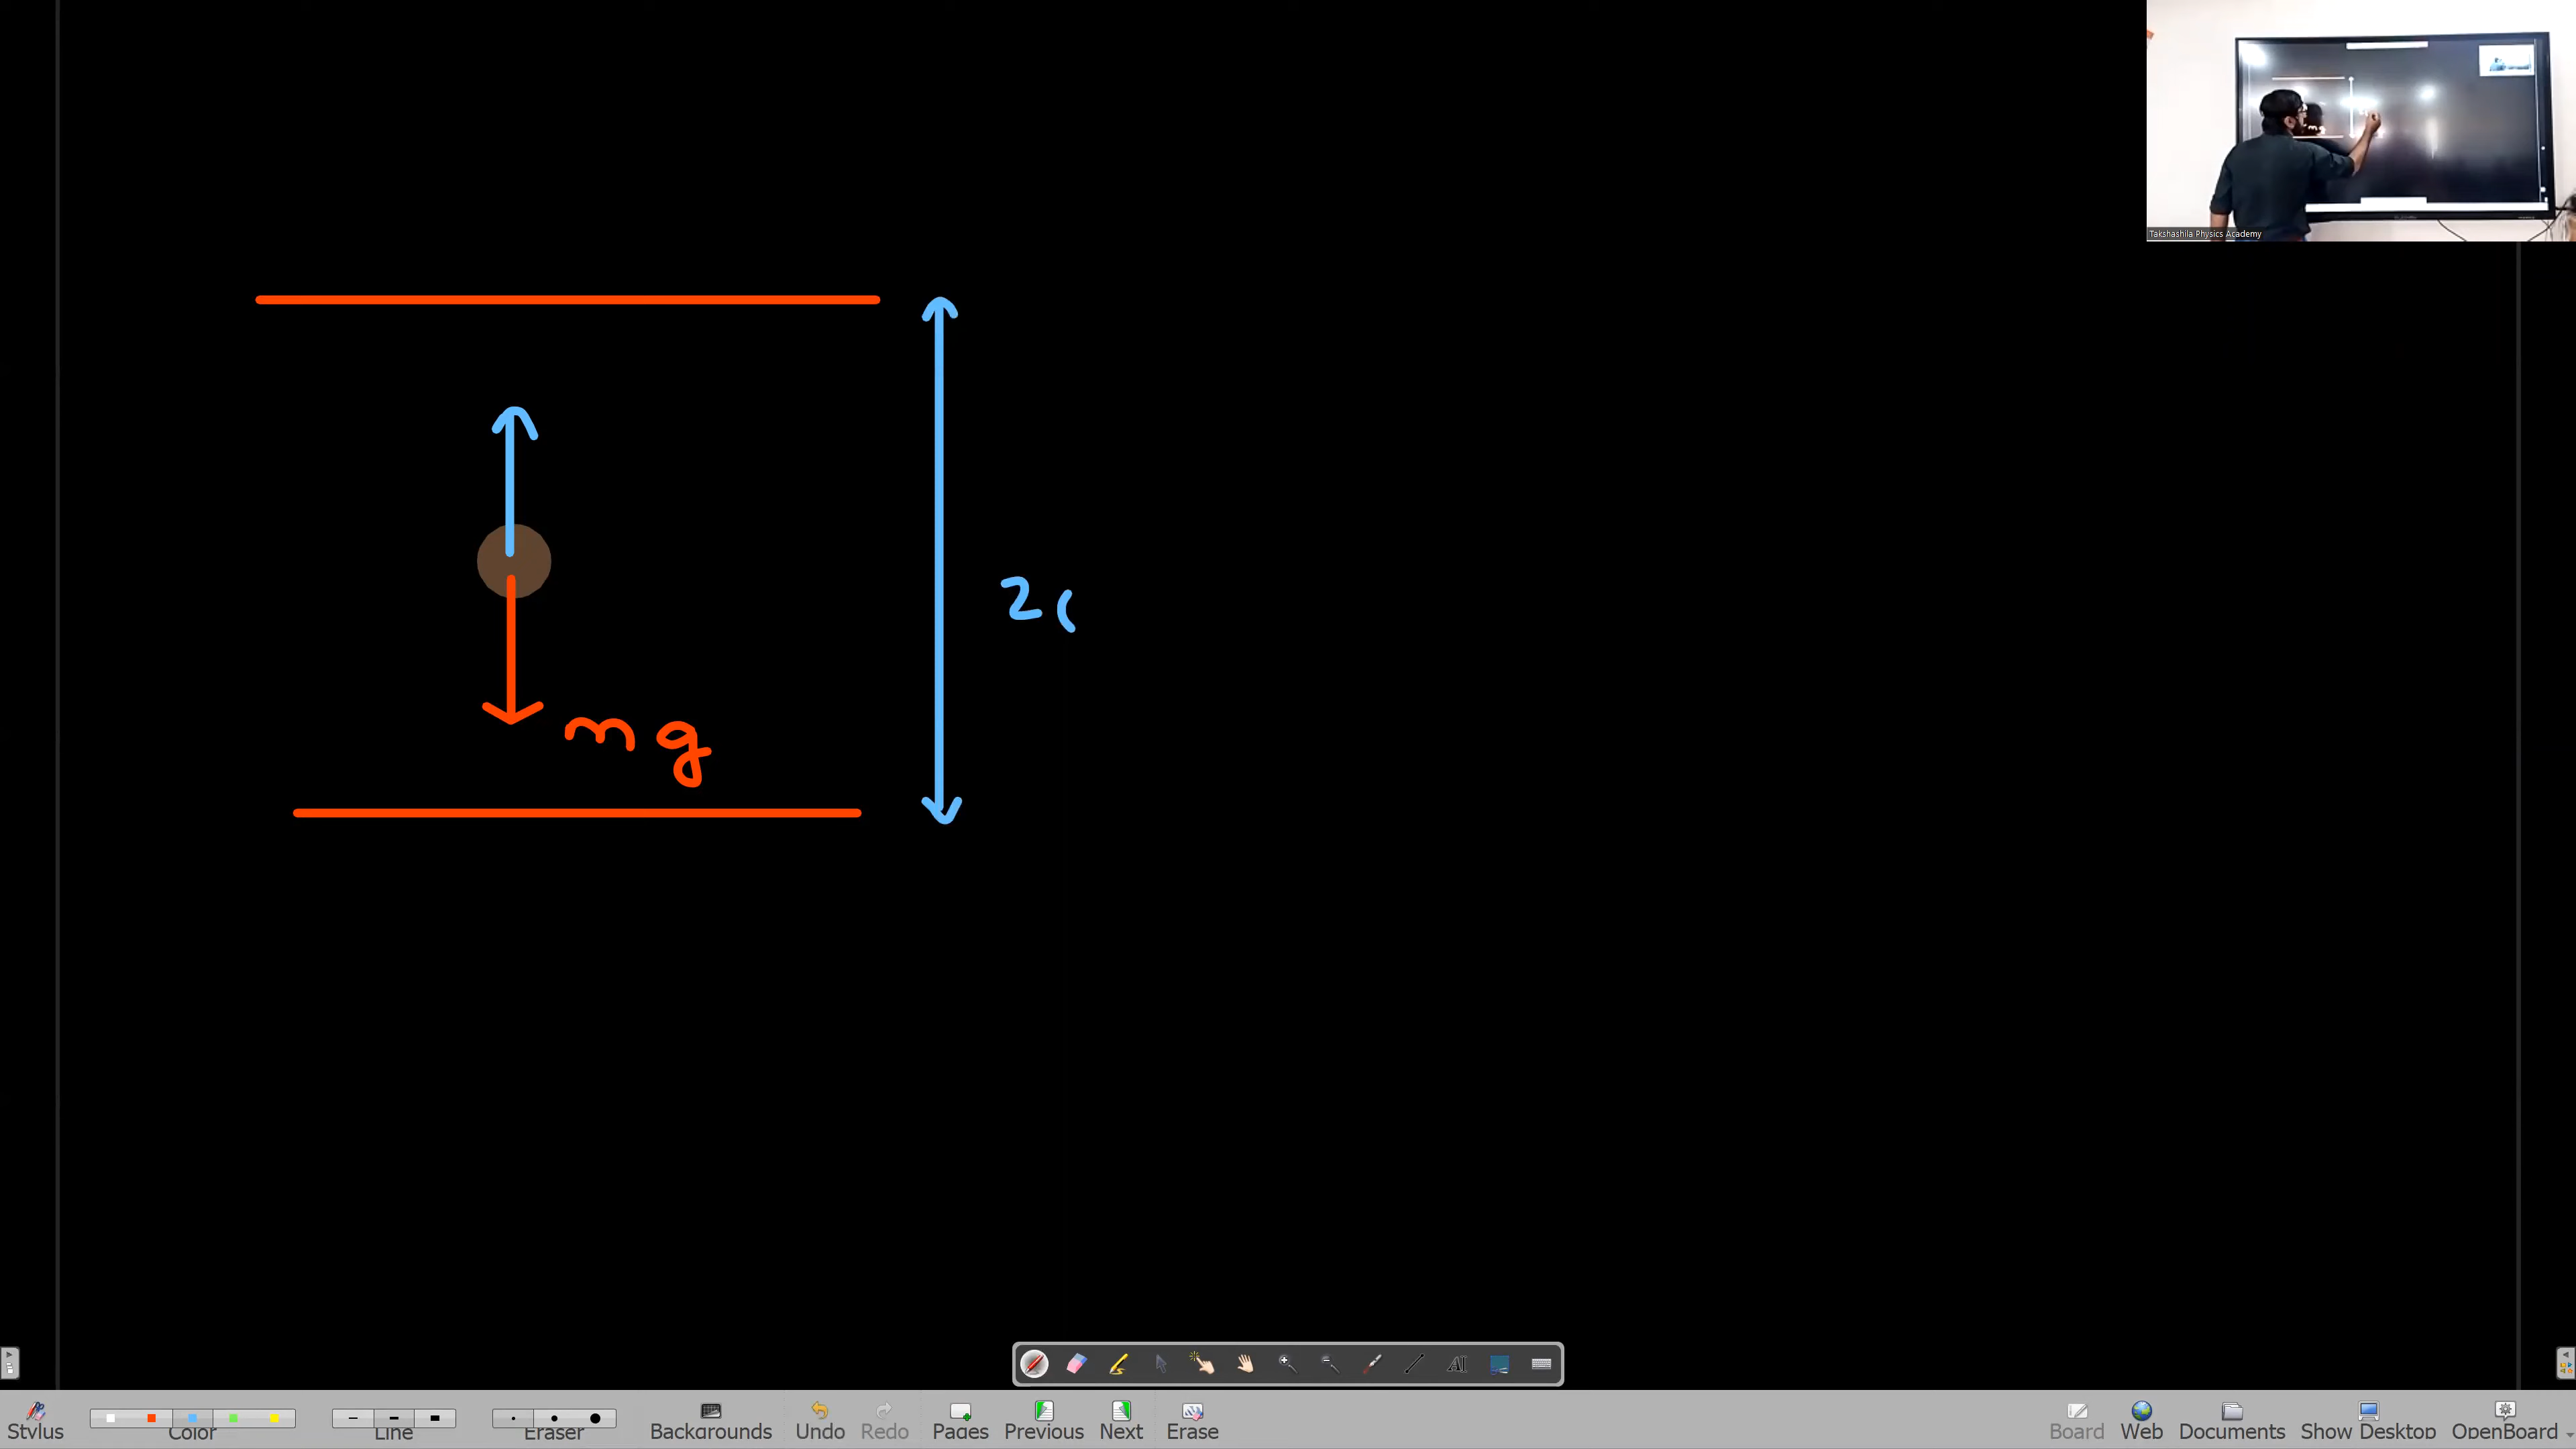 Takshashila Physics Academy
2(
mg
Stylus
Color
Line
Eraser
Backgrounds
Undo
Redo
Pages
Previous
Next
Erase
Board
Web
Documents
Show Desktop
OpenBoard